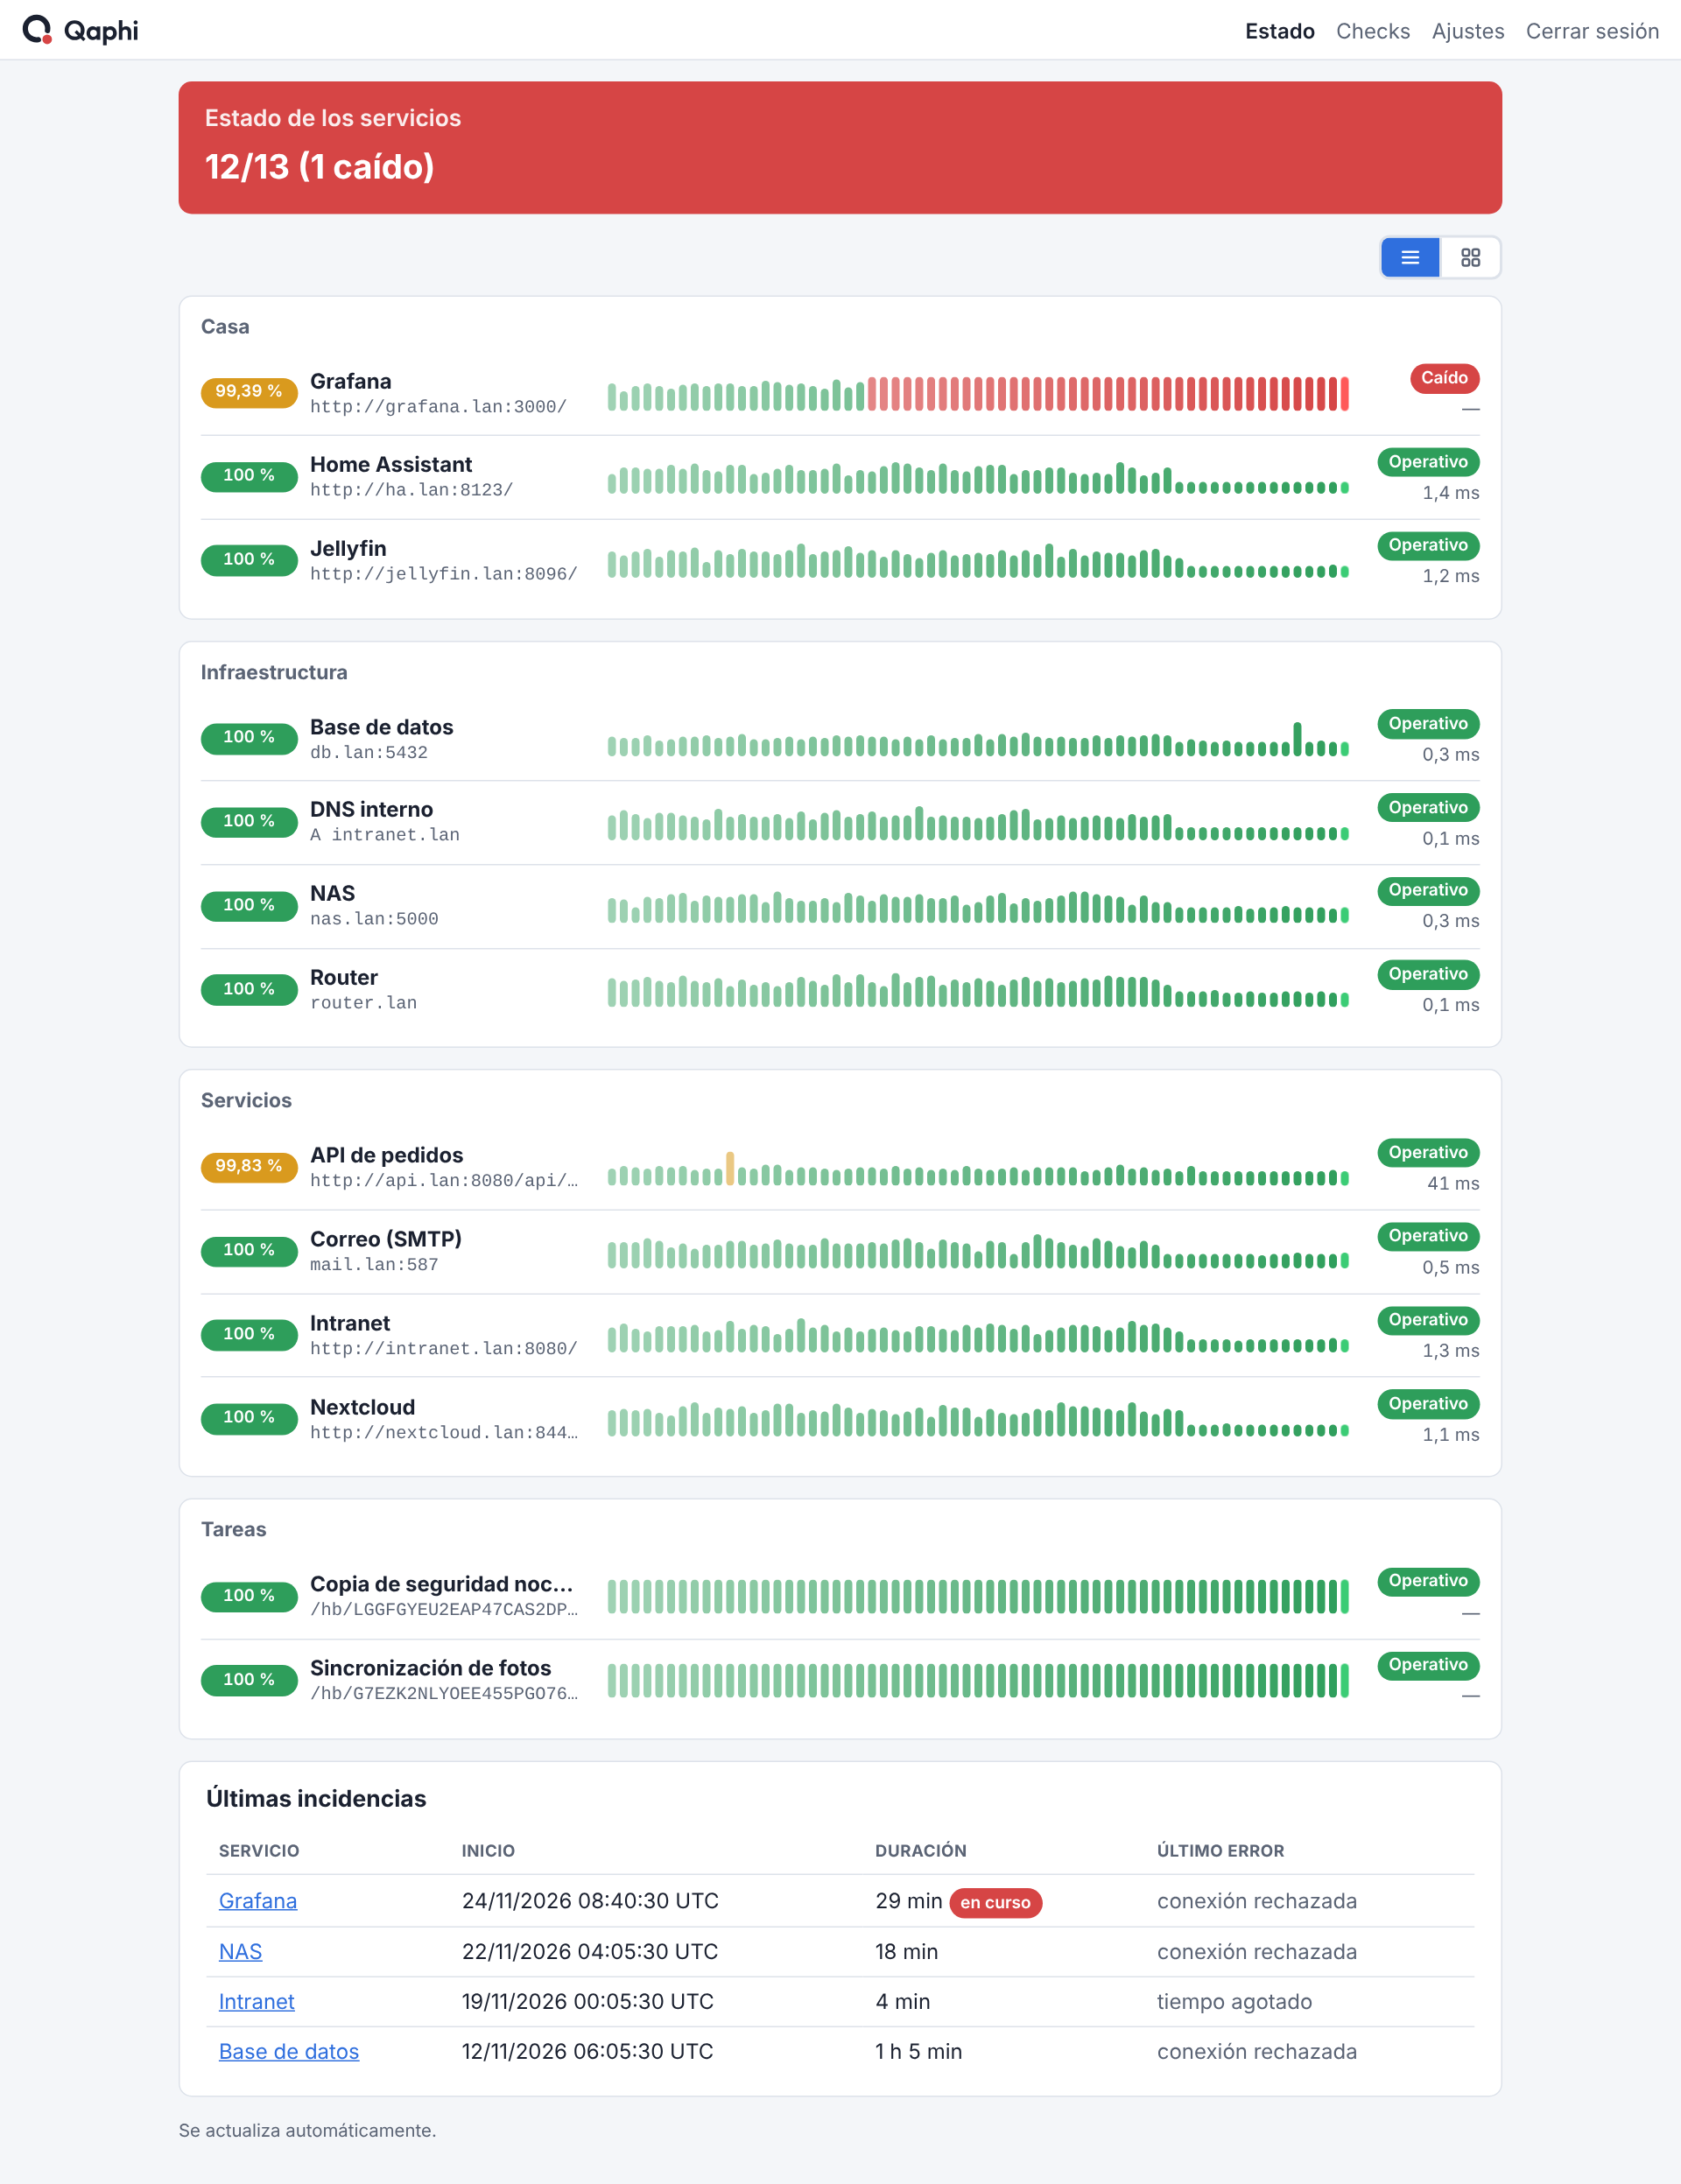 Qaphi
Estado Checks Ajustes Cerrar sesión
Estado de los servicios
12/13 (1 caído)
Casa
99,39 % Grafana Caído
http://grafana.lan:3000/ —
100 % Home Assistant Operativo
http://ha.lan:8123/ 1,4 ms
100 % Jellyfin Operativo
http://jellyfin.lan:8096/ 1,2 ms
Infraestructura
100 % Base de datos Operativo
db.lan:5432 0,3 ms
100 % DNS interno Operativo
A intranet.lan 0,1 ms
100 % NAS Operativo
nas.lan:5000 0,3 ms
100 % Router Operativo
router.lan 0,1 ms
Servicios
99,83 % API de pedidos Operativo
http://api.lan:8080/api/… 41 ms
100 % Correo (SMTP) Operativo
mail.lan:587 0,5 ms
100 % Intranet Operativo
http://intranet.lan:8080/ 1,3 ms
100 % Nextcloud Operativo
http://nextcloud.lan:844… 1,1 ms
Tareas
100 % Copia de seguridad noc… Operativo
/hb/LGGFGYEU2EAP47CAS2DP… —
100 % Sincronización de fotos Operativo
/hb/G7EZK2NLYOEE455PGO76… —
Últimas incidencias
SERVICIO INICIO DURACIÓN ÚLTIMO ERROR
Grafana 24/11/2026 08:40:30 UTC 29 min en curso conexión rechazada
NAS 22/11/2026 04:05:30 UTC 18 min conexión rechazada
Intranet 19/11/2026 00:05:30 UTC 4 min tiempo agotado
Base de datos 12/11/2026 06:05:30 UTC 1 h 5 min conexión rechazada
Se actualiza automáticamente.